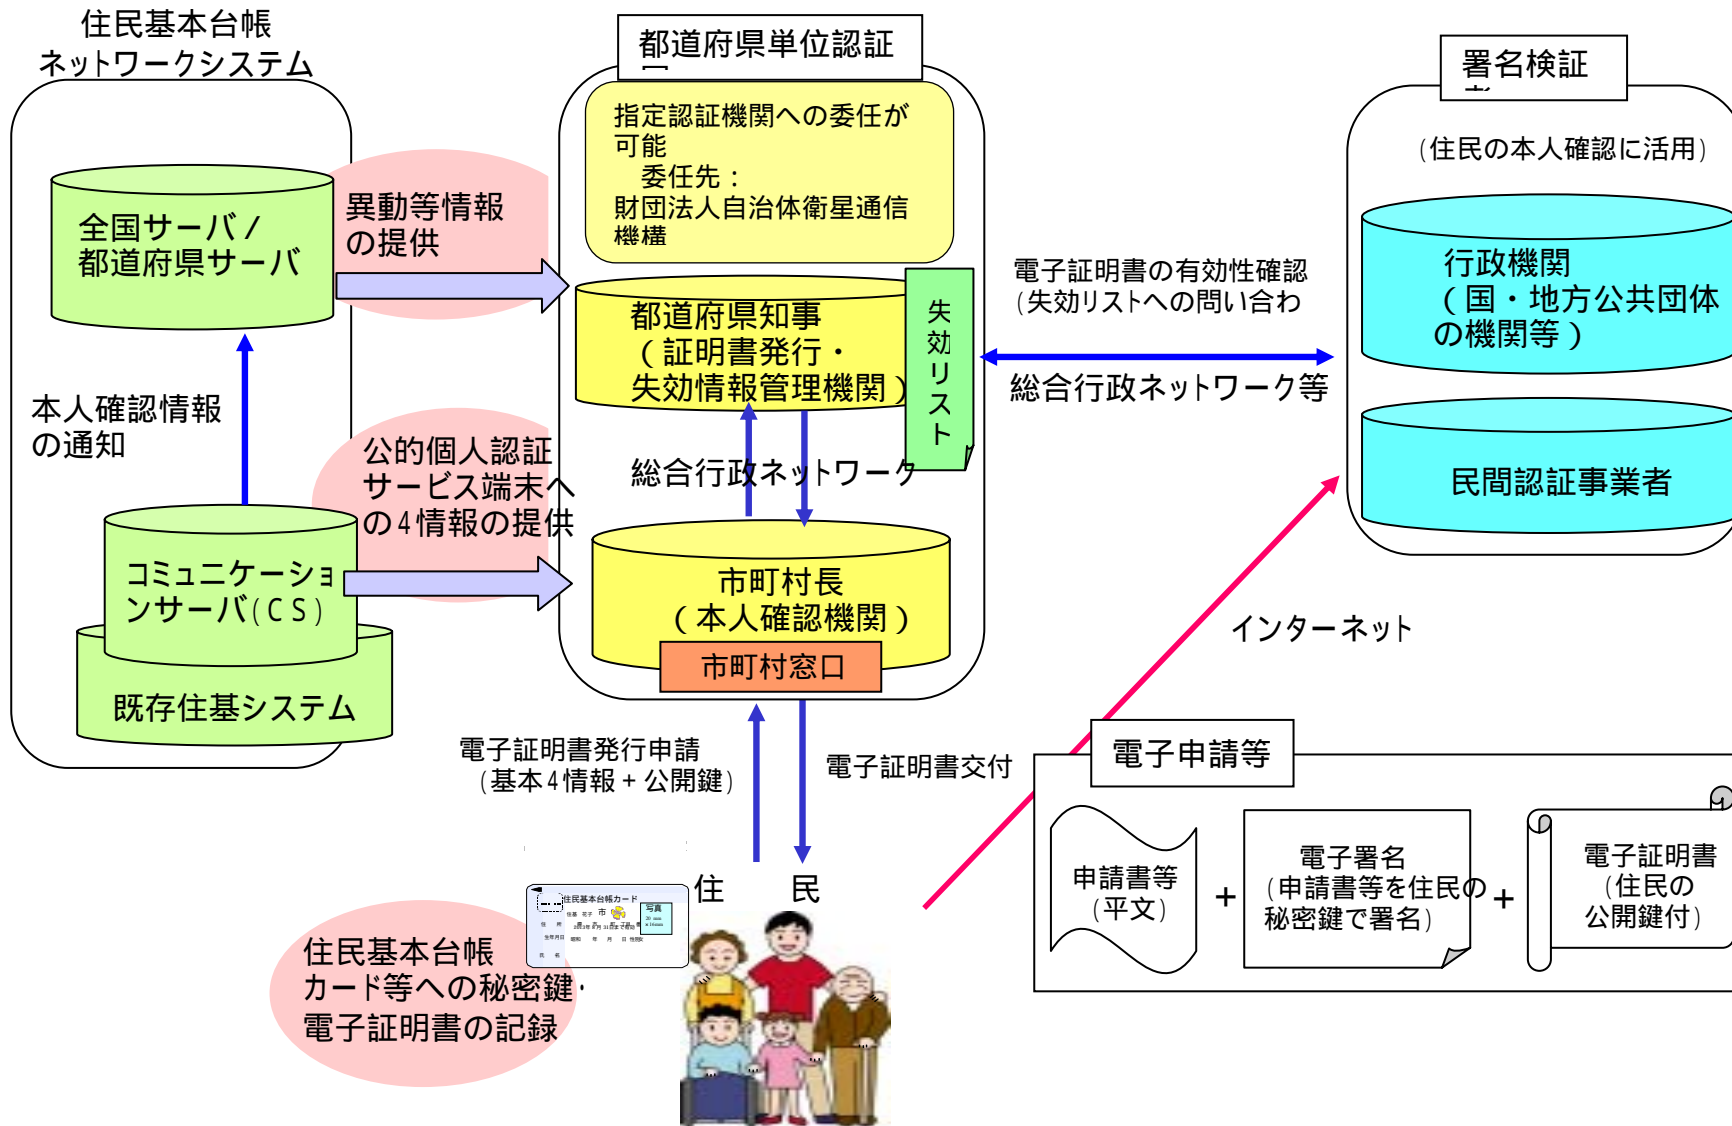 住民基本台帳
ネットワークシステム
全国サーバ／
都道府県サーバ
本人確認情報
の通知
コミュニケーショ
ンサーバ(CS)
既存住基システム
異動等情報
の提供
公的個人認証
サービス端末へ
の4情報の提供
都道府県単位認証
指定認証機関への委任が
可能
委任先：
財団法人自治体衛星通信
機構
都道府県知事
（証明書発行・
失効情報管理機関）
失効リスト
総合行政ネットワーク
市町村長
（本人確認機関）
市町村窓口
電子証明書の有効性確認
(失効リストへの問い合わ
総合行政ネットワーク等
署名検証
(住民の本人確認に活用)
行政機関
（国・地方公共団体
の機関等）
民間認証事業者
インターネット
電子証明書発行申請
(基本4情報+公開鍵)
電子証明書交付
住 民
住民基本台帳カード
市
写真
住民基本台帳
カード等への秘密鍵・
電子証明書の記録
電子申請等
申請書等
(平文)
+
電子署名
(申請書等を住民の
秘密鍵で署名)
+
電子証明書
(住民の
公開鍵付)